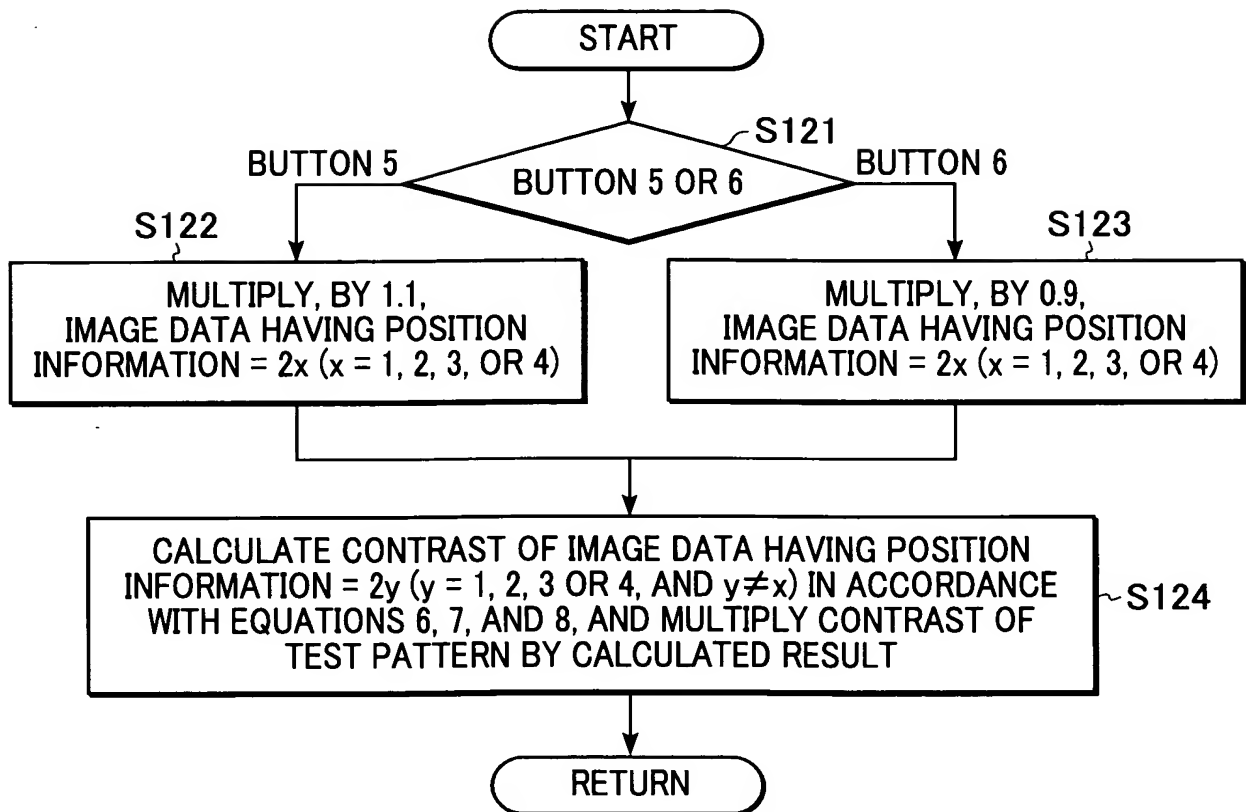 START
S121
BUTTON 5
BUTTON 5 OR 6
BUTTON 6
S122
MULTIPLY, BY 1.1,
IMAGE DATA HAVING POSITION
INFORMATION = 2x (x = 1, 2, 3, OR 4)
S123
MULTIPLY, BY 0.9,
IMAGE DATA HAVING POSITION
INFORMATION = 2x (x = 1, 2, 3, OR 4)
CALCULATE CONTRAST OF IMAGE DATA HAVING POSITION
INFORMATION = 2y (y = 1, 2, 3 OR 4, AND y≠x) IN ACCORDANCE
WITH EQUATIONS 6, 7, AND 8, AND MULTIPLY CONTRAST OF
TEST PATTERN BY CALCULATED RESULT
S124
RETURN